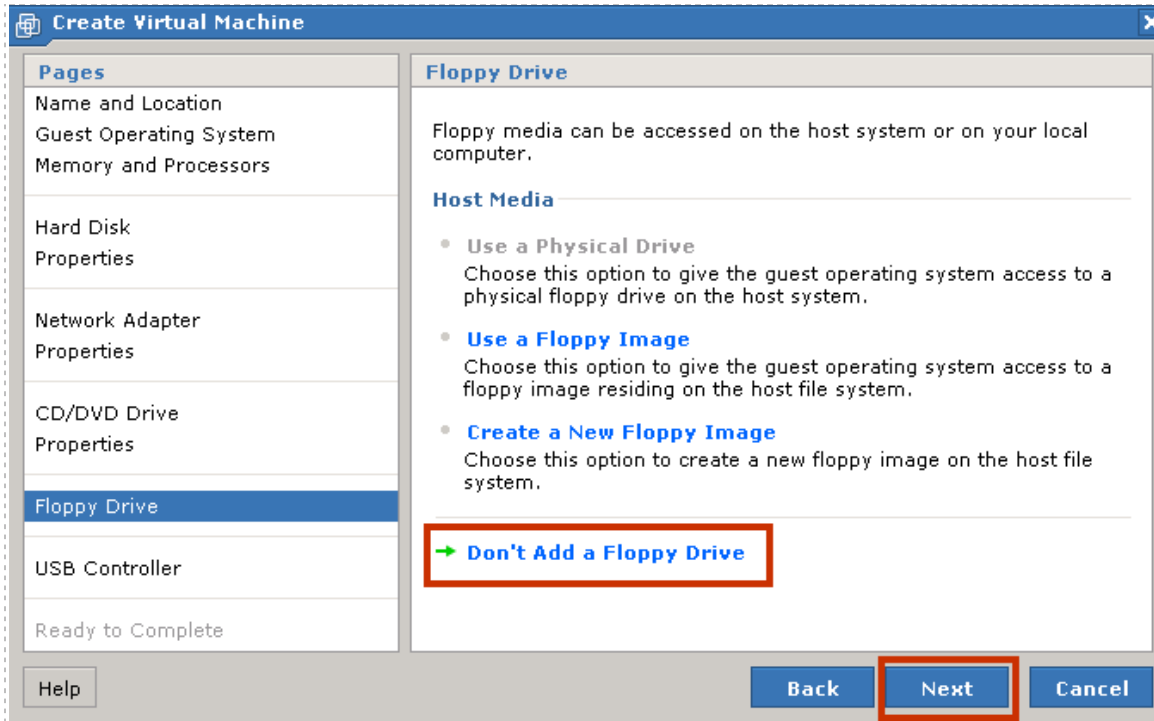 Create Virtual Machine
Pages
Name and Location
Guest Operating System
Memory and Processors
Hard Disk
Properties
Network Adapter
Properties
CD/DVD Drive
Properties
Floppy Drive
USB Controller
Ready to Complete
Floppy Drive
Floppy media can be accessed on the host system or on your local
computer.
Host Media
Use a Physical Drive
Choose this option to give the guest operating system access to a
physical floppy drive on the host system.
Use a Floppy Image
Choose this option to give the guest operating system access to a
floppy image residing on the host file system.
Create a New Floppy Image
Choose this option to create a new floppy image on the host file
system.
Don't Add a Floppy Drive
Help
Back
Next
Cancel